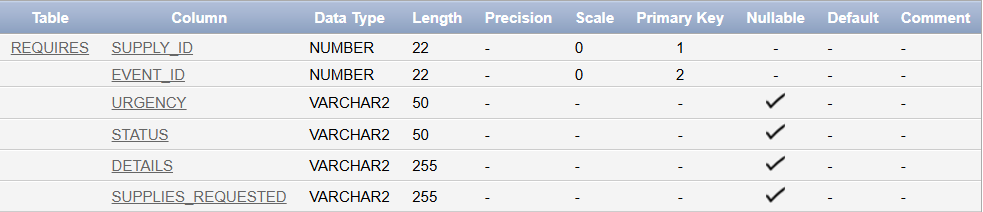 Table Column Data Type Length Precision Scale Primary Key Nullable Default Comment
REQUIRES SUPPLY_ID NUMBER 22 - 0 1 - - -
EVENT_ID NUMBER 22 - 0 2 - - -
URGENCY VARCHAR2 50 - - - ✓ - -
STATUS VARCHAR2 50 - - - ✓ - -
DETAILS VARCHAR2 255 - - - ✓ - -
SUPPLIES_REQUESTED VARCHAR2 255 - - - ✓ - -